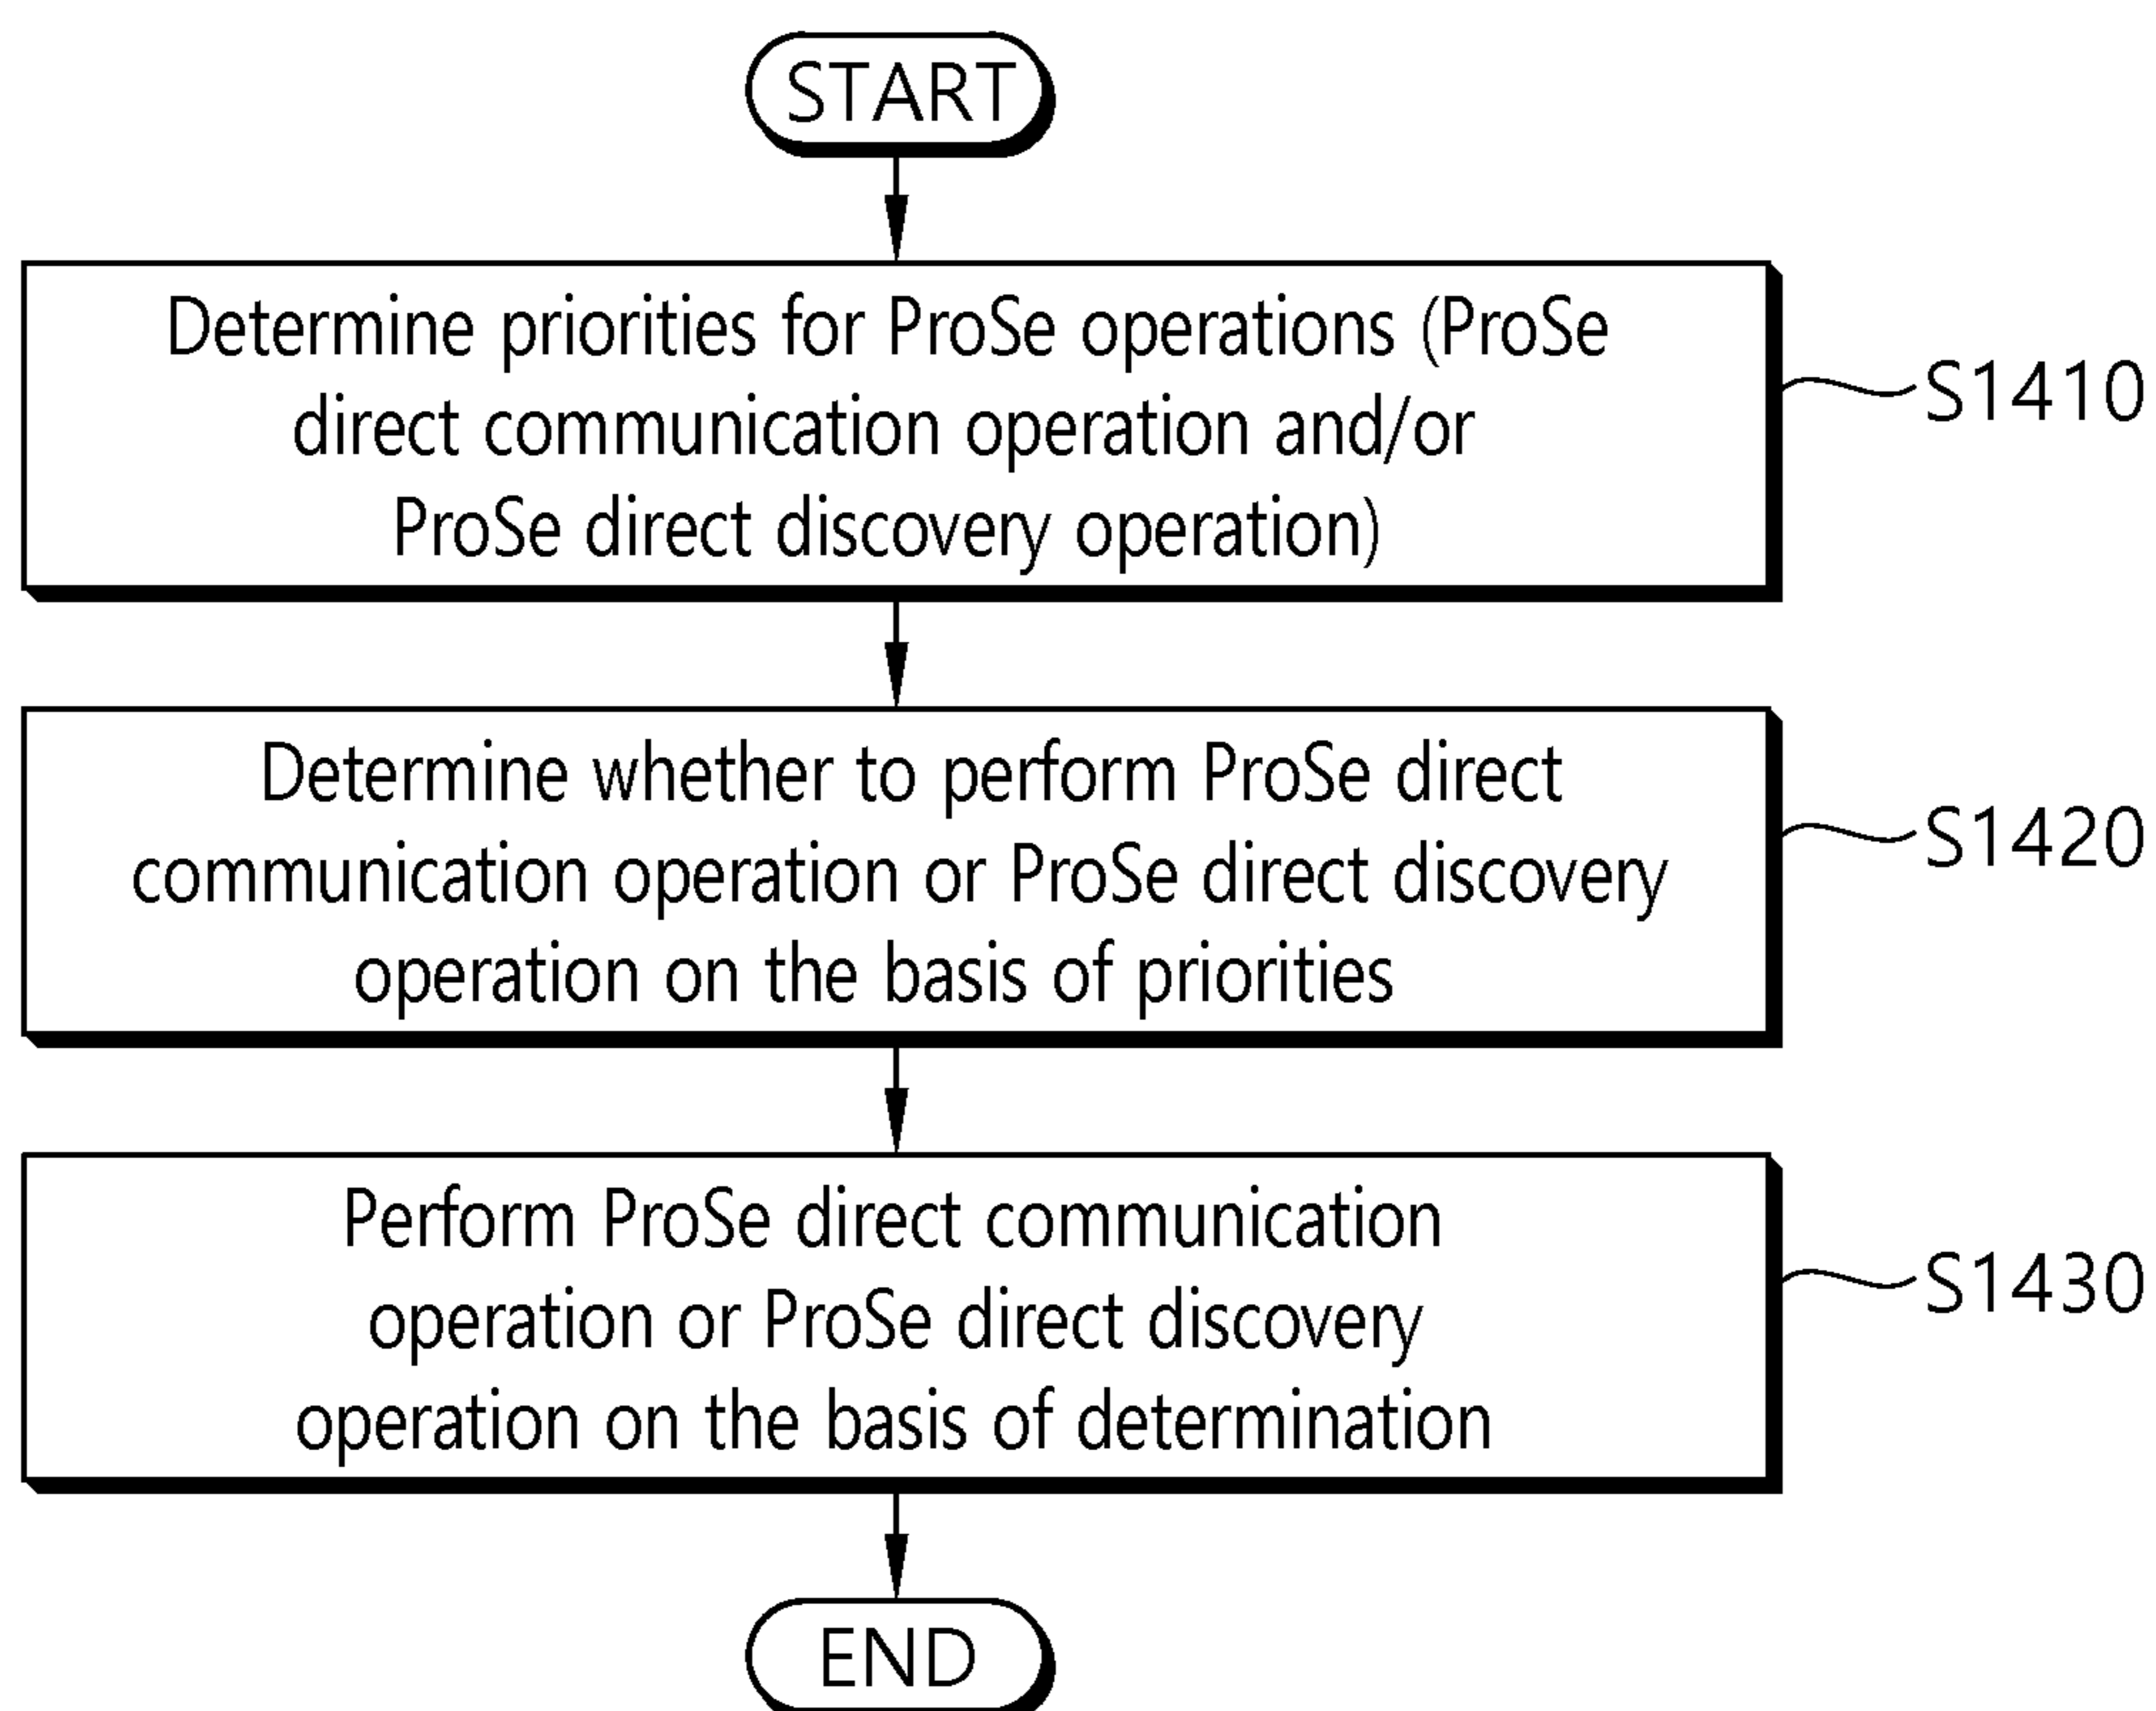 START
Determine priorities for ProSe operations (ProSe
direct communication operation and/or
ProSe direct discovery operation)
S1410
Determine whether to perform ProSe direct
communication operation or ProSe direct discovery
operation on the basis of priorities
S1420
Perform ProSe direct communication
operation or ProSe direct discovery
operation on the basis of determination
S1430
END